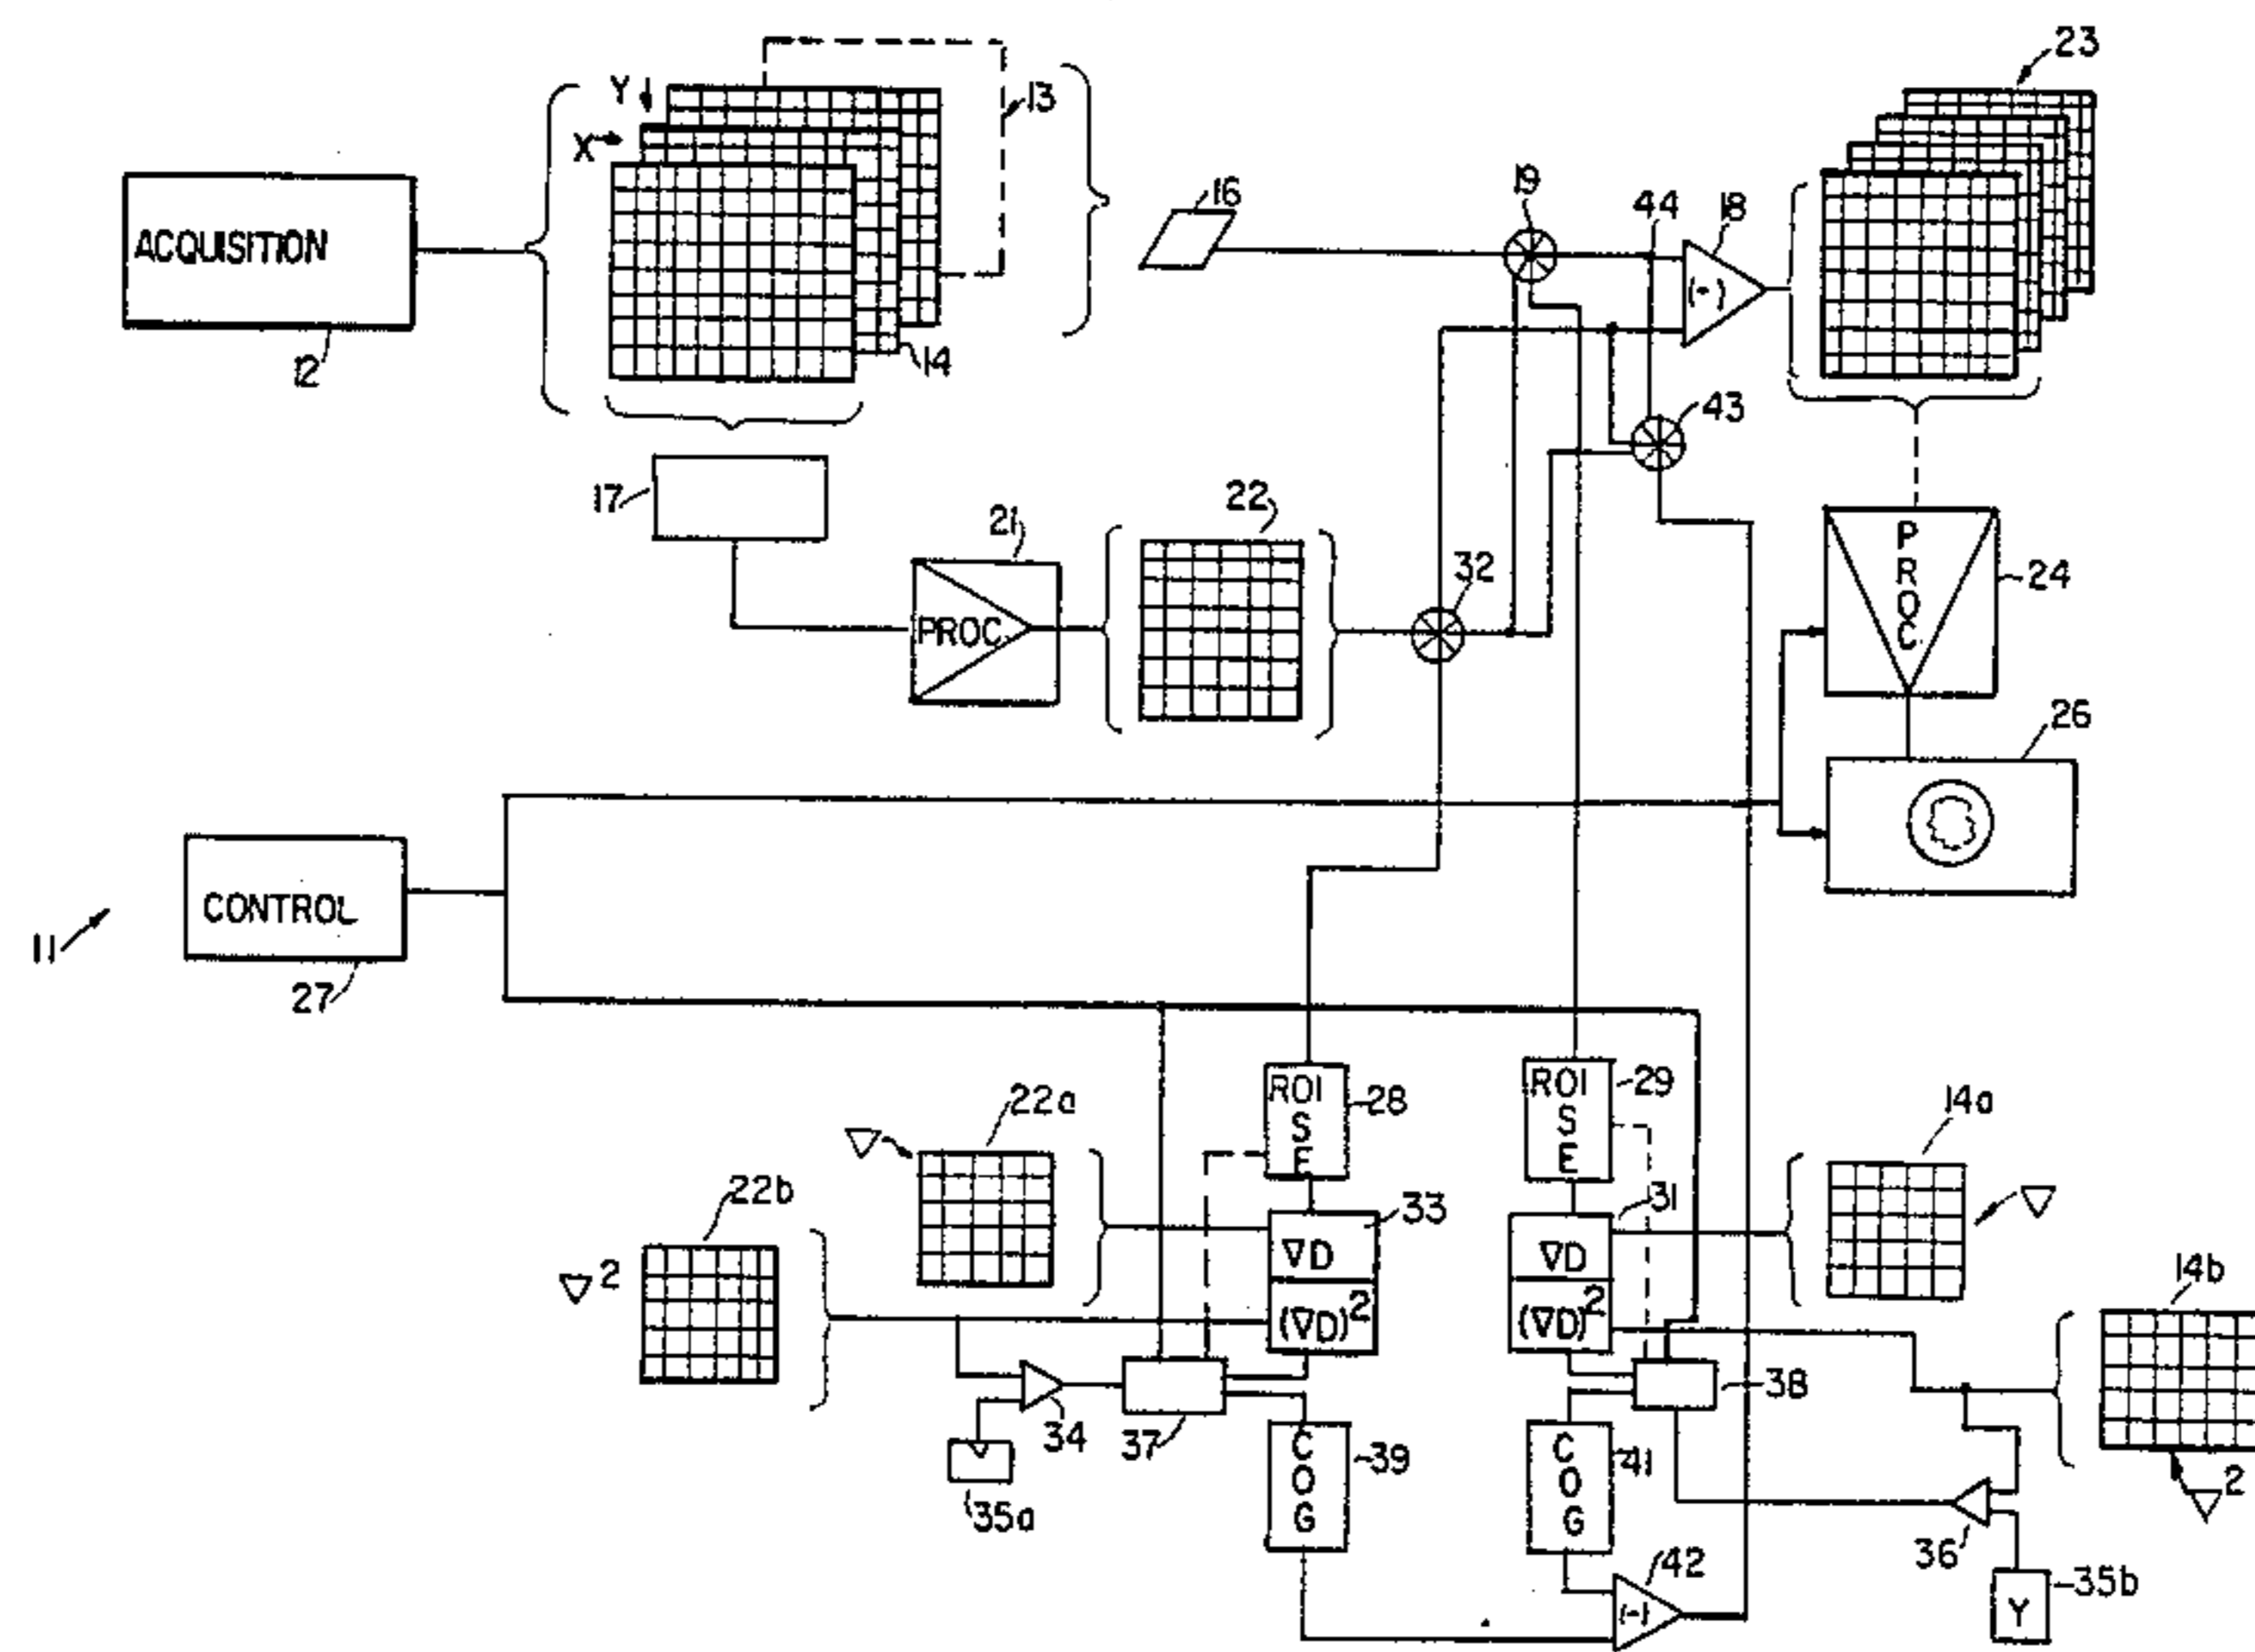 23
Y
13
X
16
19
44
18
ACQUISITION
(-)
12
14
43
17
21
22
32
PROC
P
R
O
C
24
26
CONTROL
11
27
ROI
S
E
28
ROI
S
E
29
22a
14a
▽
22b
33
31
▽
∇D
∇D
▽2
(∇D)2
(∇D)2
14b
34
37
38
35a
C
O
G
39
C
O
G
41
▽2
36
42
(-)
Y
35b